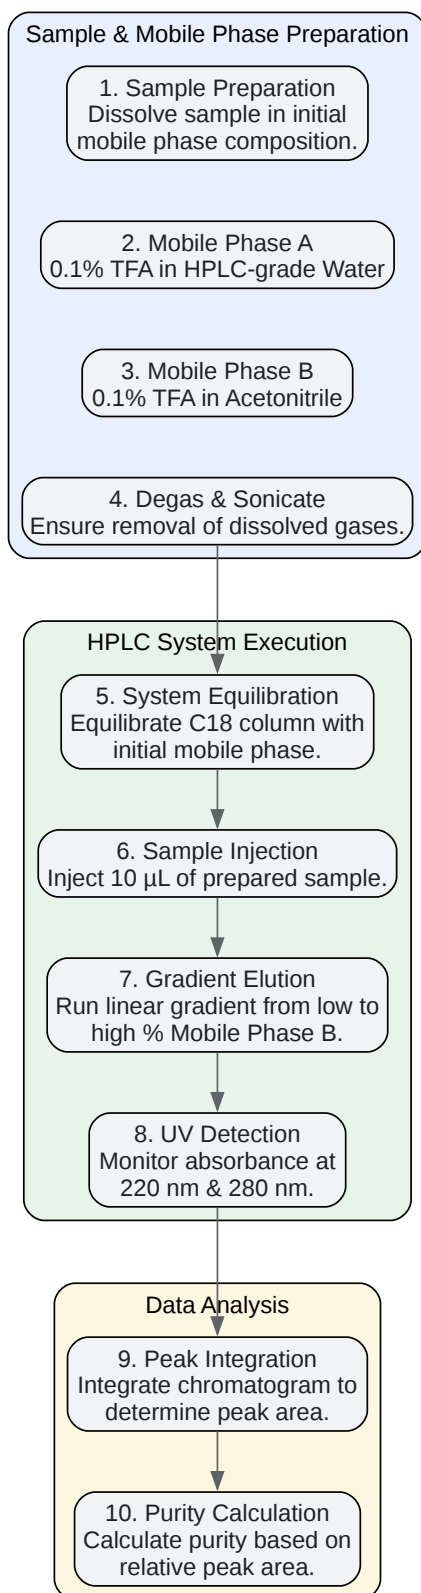 Sample & Mobile Phase Preparation
1. Sample Preparation
Dissolve sample in initial
mobile phase composition.
2. Mobile Phase A
0.1% TFA in HPLC-grade Water
3. Mobile Phase B
0.1% TFA in Acetonitrile
4. Degas & Sonicate
Ensure removal of dissolved gases.
HPLC System Execution
5. System Equilibration
Equilibrate C18 column with
initial mobile phase.
6. Sample Injection
Inject 10 µL of prepared sample.
7. Gradient Elution
Run linear gradient from low to
high % Mobile Phase B.
8. UV Detection
Monitor absorbance at
220 nm & 280 nm.
Data Analysis
9. Peak Integration
Integrate chromatogram to
determine peak area.
10. Purity Calculation
Calculate purity based on
relative peak area.